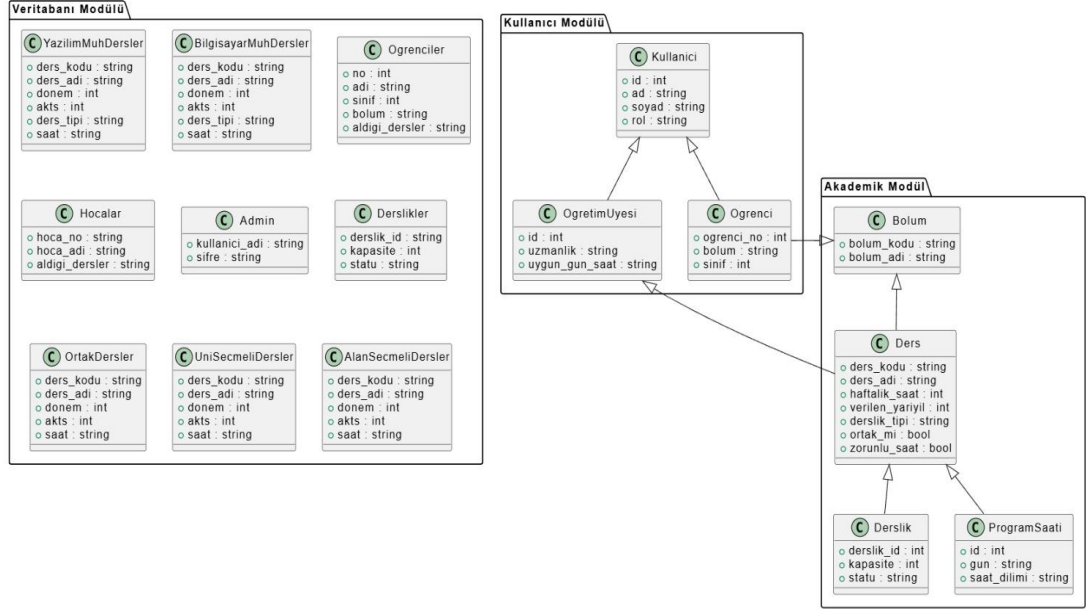 Veritabanı Modülü
C YazilimMuhDersler
ders_kodu : string
ders_adi : string
donem : int
akts : int
ders_tipi : string
saat : string
C BilgisayarMuhDersler
ders_kodu : string
ders_adi : string
donem : int
akts : int
ders_tipi : string
saat : string
C Ogrenciler
no : int
adi : string
sinif : int
bolum : string
aldigi_dersler : string
C Hocalar
hoca_no : string
hoca_adi : string
aldigi_dersler : string
C Admin
kullanici_adi : string
sifre : string
C Derslikler
derslik_id : string
kapasite : int
statu : string
C OrtakDersler
ders_kodu : string
ders_adi : string
donem : int
akts : int
saat : string
C UniSecmeliDersler
ders_kodu : string
ders_adi : string
donem : int
akts : int
saat : string
C AlanSecmeliDersler
ders_kodu : string
ders_adi : string
donem : int
akts : int
saat : string
Kullanıcı Modülü
C Kullanici
id : int
ad : string
soyad : string
rol : string
C OgretimUyesi
id : int
uzmanlik : string
uygun_gun_saat : string
C Ogrenci
ogrenci_no : int
bolum : string
sinif : int
Akademik Modül
C Bolum
bolum_kodu : string
bolum_adi : string
C Ders
ders_kodu : string
ders_adi : string
haftalik_saat : int
verilen_yariyil : int
derslik_tipi : string
ortak_mi : bool
zorunlu_saat : bool
C Derslik
derslik_id : int
kapasite : int
statu : string
C ProgramSaati
id : int
gun : string
saat_dilimi : string